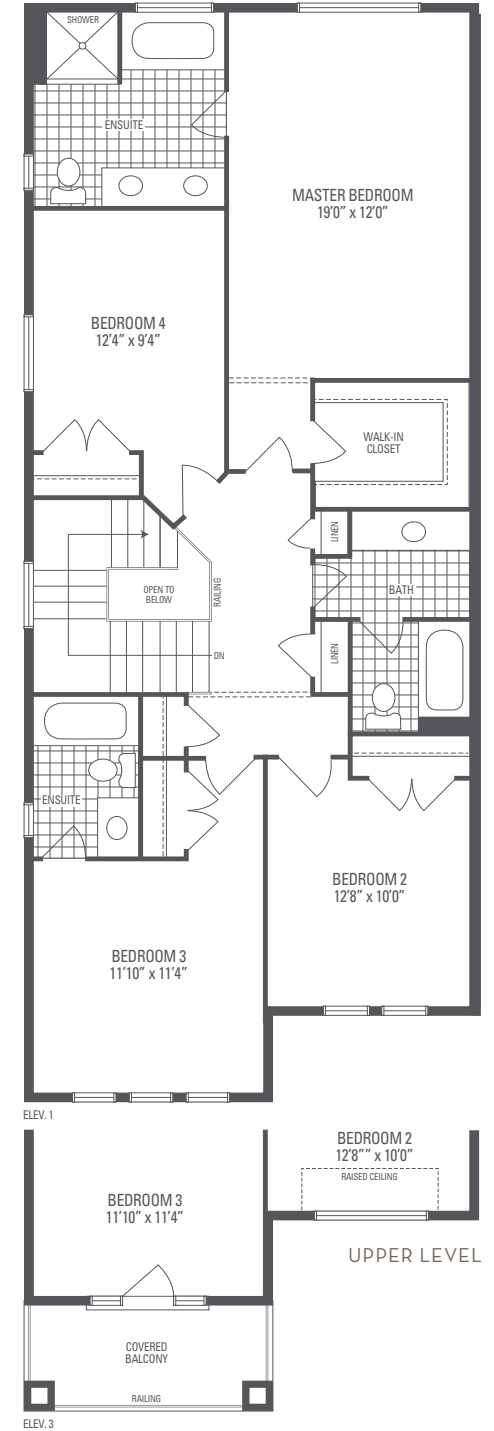 SHOWER
ENSUITE
MASTER BEDROOM
19'0" x 12'0"
BEDROOM 4
12'4" x 9'4"
WALK-IN
CLOSET
LINEN
OPEN TO
BELOW
RAILING
BATH
DN
LINEN
ENSUITE
BEDROOM 2
12'8" x 10'0"
BEDROOM 3
11'10" x 11'4"
ELEV. 1
BEDROOM 2
12'8"" x 10'0"
RAISED CEILING
BEDROOM 3
11'10" x 11'4"
UPPER LEVEL
COVERED
BALCONY
RAILING
ELEV. 3